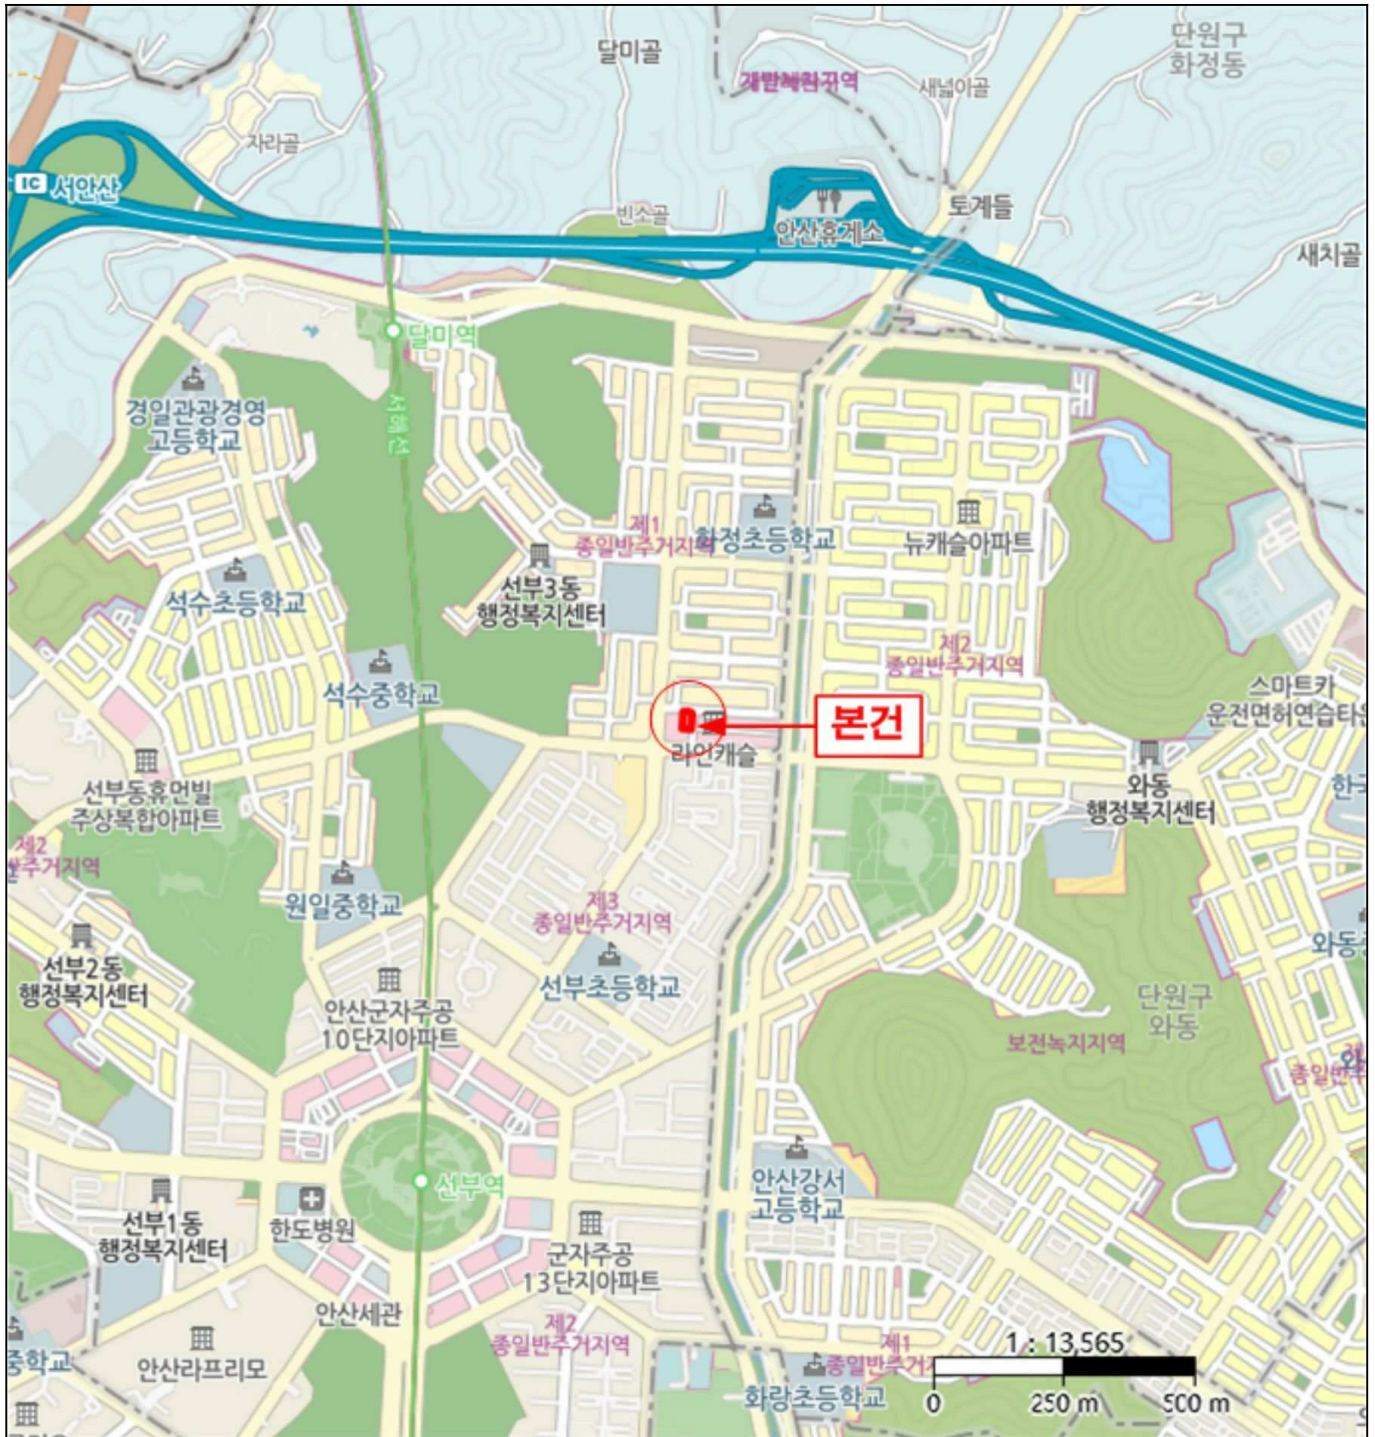 달미골
단원구
화정동
개발제한구역
새넓이골
자라골
IC 서안산
빈소골
토계들
안산휴게소
새치골
달미역
서해선
경일관광경영
고등학교
제1
종일반주거지역
화정초등학교
뉴캐슬아파트
선부3동
행정복지센터
석수초등학교
제2
종일반주거지역
석수중학교
스마트카
운전면허연습타운
본건
라인캐슬
선부동휴먼빌
주상복합아파트
와동
행정복지센터
한국
제2
반주거지역
원일중학교
제3
종일반주거지역
선부2동
행정복지센터
선부초등학교
와동
안산군자주공
10단지아파트
단원구
와동
보전녹지지역
종일반주
선부역
안산강서
고등학교
선부1동
행정복지센터
한도병원
군자주공
13단지아파트
안산세관
제2
종일반주거지역
안산라프리모
중학교
제1
종일반주거지
화랑초등학교
1 : 13,565
0 250 m 500 m